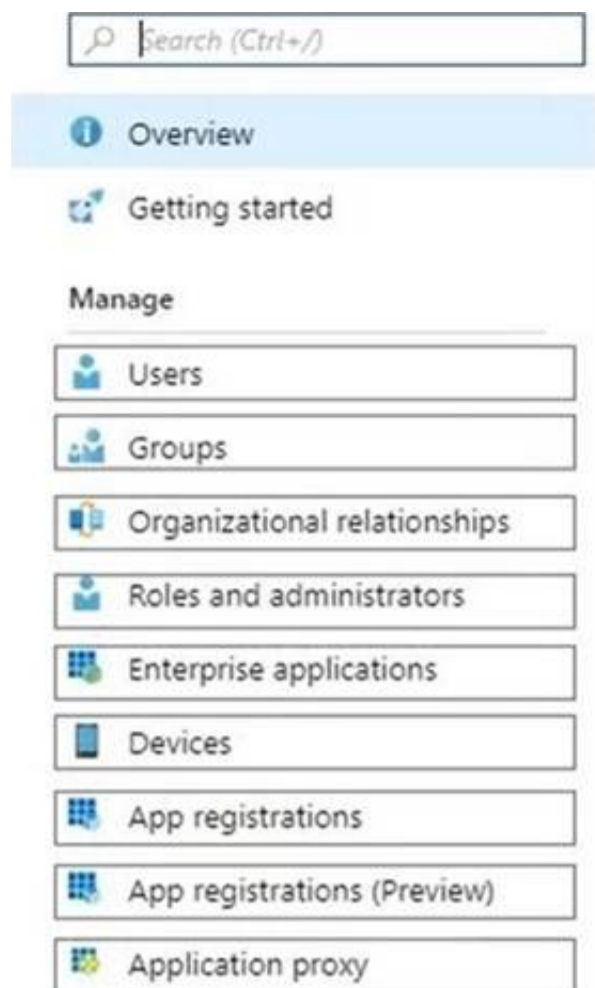 Search (Ctrl+/)
Overview
Getting started
Manage
Users
Groups
Organizational relationships
Roles and administrators
Enterprise applications
Devices
App registrations
App registrations (Preview)
Application proxy